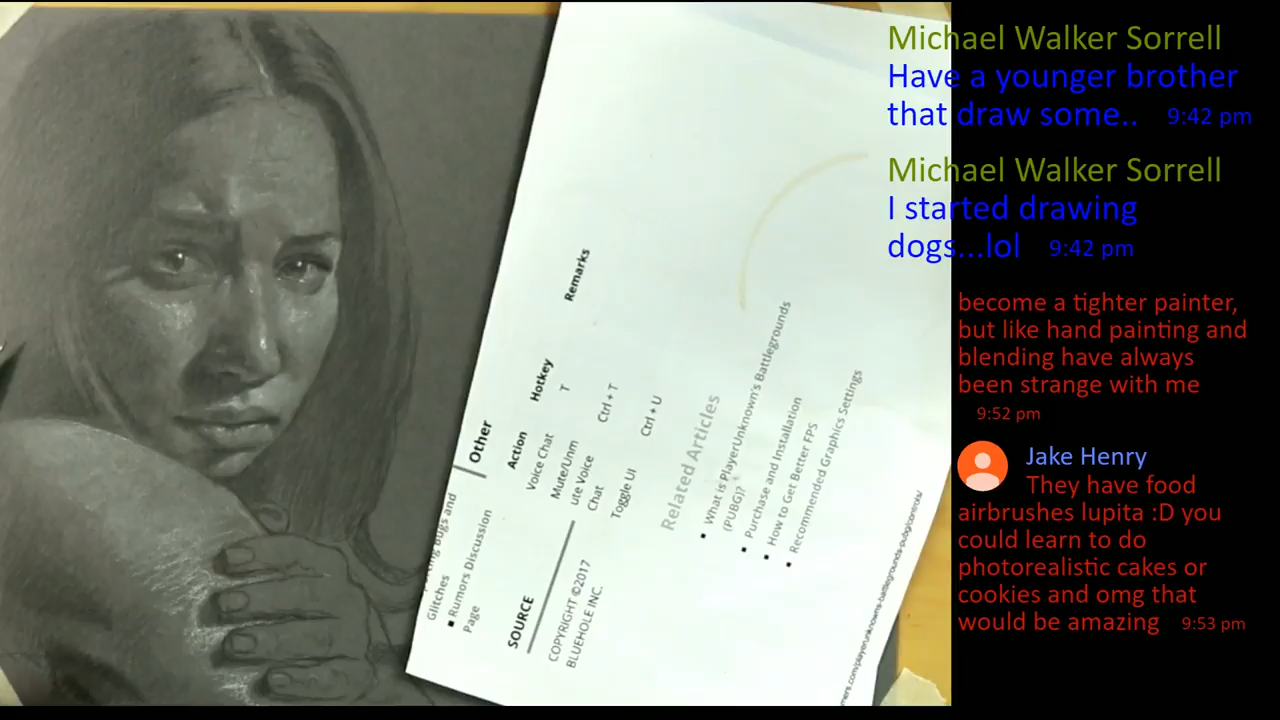 Michael Walker Sorrell
Have a younger brother
that draw some.. 9:42 pm
Michael Walker Sorrell
I started drawing
dogs...lol 9:42 pm
become a tighter painter,
but like hand painting and
blending have always
been strange with me
9:52 pm
Jake Henry
They have food
airbrushes lupita :D you
could learn to do
photorealistic cakes or
cookies and omg that
would be amazing 9:53 pm
Bugs and
Glitches
▪ Rumors Discussion
Page
Other
Action Hotkey Remarks
Voice Chat T
Mute/Unm
ute Voice
Chat Ctrl + T
Toggle UI Ctrl + U
SOURCE
COPYRIGHT ©2017
BLUEHOLE INC.
Related Articles
▪ What is PlayerUnknown's Battlegrounds
(PUBG)?
▪ Purchase and Installation
▪ How to Get Better FPS
▪ Recommended Graphics Settings